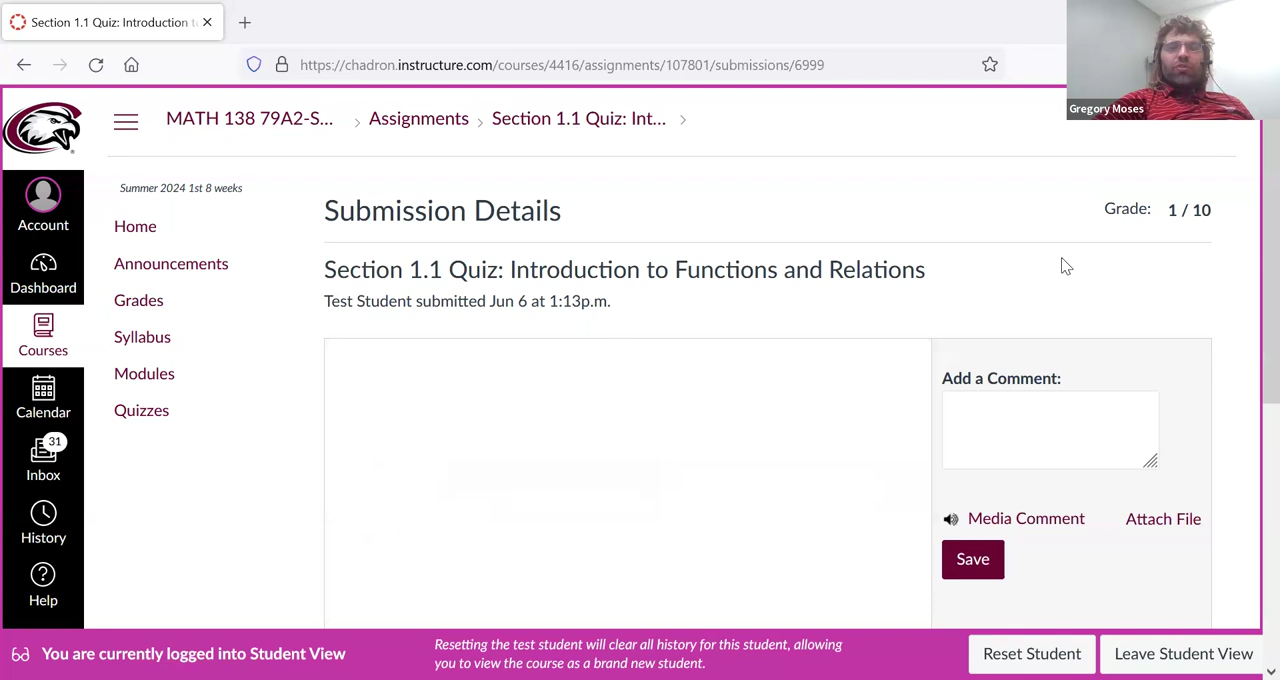 Section 1.1 Quiz: Introduction to
https://chadron.instructure.com/courses/4416/assignments/107801/submissions/6999
Gregory Moses
MATH 138 79A2-S...
Assignments
Section 1.1 Quiz: Int...
Summer 2024 1st 8 weeks
Account
Dashboard
Courses
Calendar
31
Inbox
History
Help
Home
Announcements
Grades
Syllabus
Modules
Quizzes
Submission Details
Grade: 1 / 10
Section 1.1 Quiz: Introduction to Functions and Relations
Test Student submitted Jun 6 at 1:13p.m.
Add a Comment:
Media Comment
Attach File
Save
You are currently logged into Student View
Resetting the test student will clear all history for this student, allowing
you to view the course as a brand new student.
Reset Student
Leave Student View